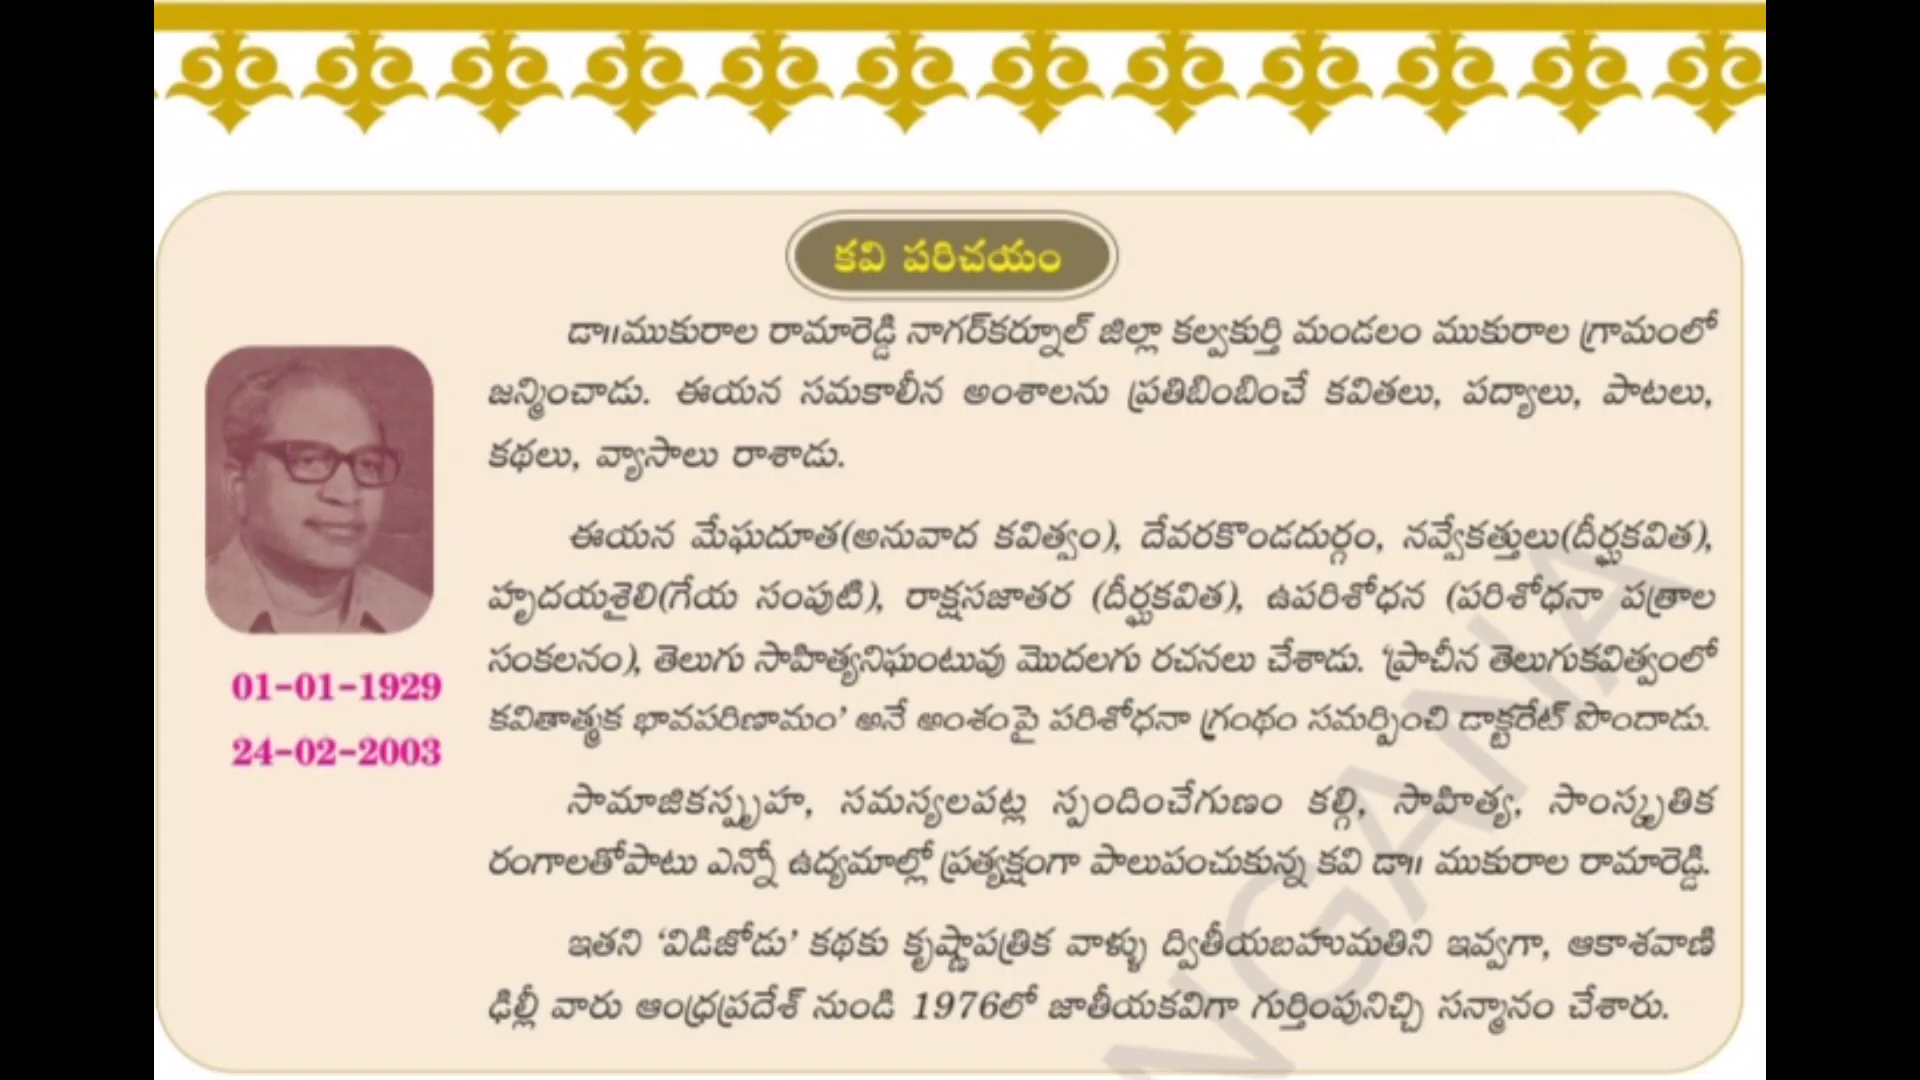 కవి పరిచయం
డా॥ముకురాల రామారెడ్డి నాగర్‌కర్నూల్ జిల్లా కల్వకుర్తి మండలం ముకురాల గ్రామంలో
జన్మించాడు. ఈయన సమకాలీన అంశాలను ప్రతిబింబించే కవితలు, పద్యాలు, పాటలు,
కథలు, వ్యాసాలు రాశాడు.
ఈయన మేఘదూత(అనువాద కవిత్వం), దేవరకొండదుర్గం, నవ్వేకత్తులు(దీర్ఘకవిత),
హృదయశైలి(గేయ సంపుటి), రాక్షసజాతర (దీర్ఘకవిత), ఉపరిశోధన (పరిశోధనా పత్రాల
సంకలనం), తెలుగు సాహిత్యనిఘంటువు మొదలగు రచనలు చేశాడు. 'ప్రాచీన తెలుగుకవిత్వంలో
కవితాత్మక భావపరిణామం' అనే అంశంపై పరిశోధనా గ్రంథం సమర్పించి డాక్టరేట్ పొందాడు.
01-01-1929
24-02-2003
సామాజికస్పృహ, సమస్యలపట్ల స్పందించేగుణం కల్గి, సాహిత్య, సాంస్కృతిక
రంగాలతోపాటు ఎన్నో ఉద్యమాల్లో ప్రత్యక్షంగా పాలుపంచుకున్న కవి డా॥ ముకురాల రామారెడ్డి.
ఇతని 'విడిజోడు' కథకు కృష్ణాపత్రిక వాళ్ళు ద్వితీయబహుమతిని ఇవ్వగా, ఆకాశవాణి
ఢిల్లీ వారు ఆంధ్రప్రదేశ్ నుండి 1976లో జాతీయకవిగా గుర్తింపునిచ్చి సన్మానం చేశారు.
NGANA